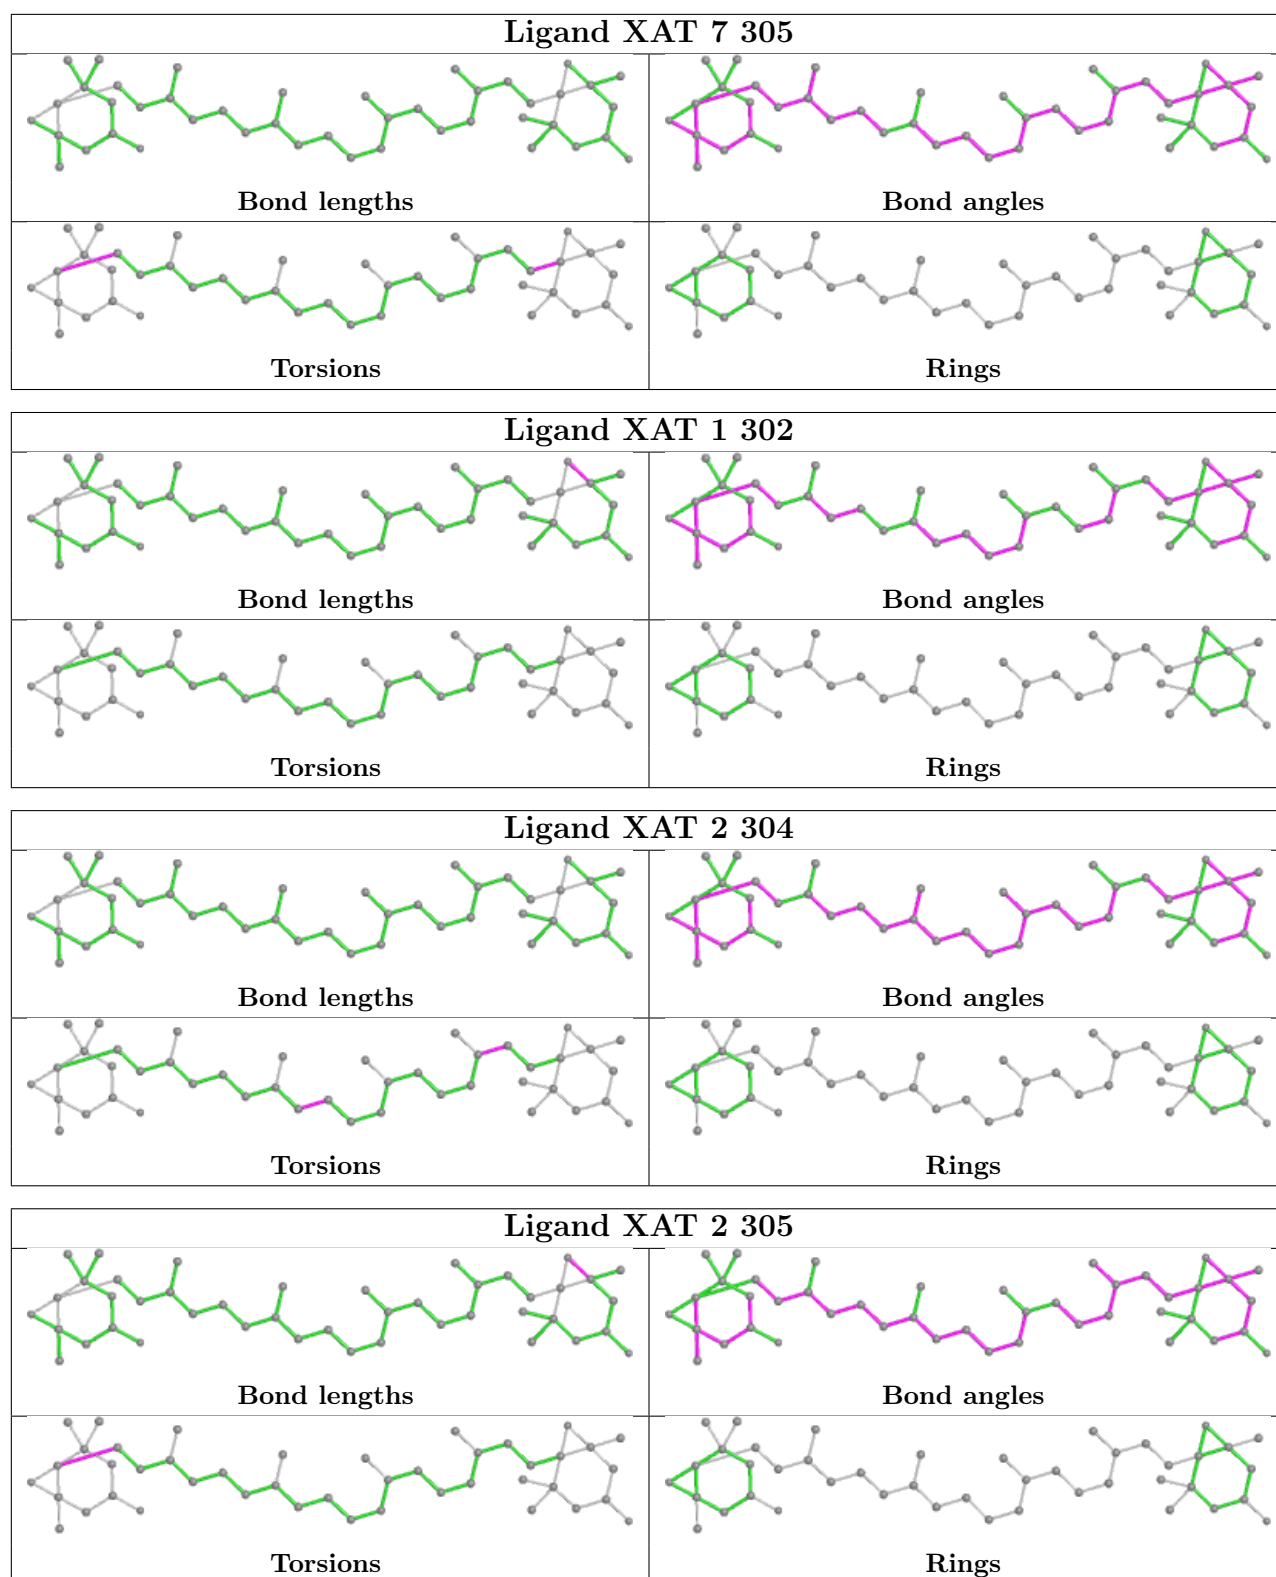 Ligand XAT 7 305
Bond lengths
Bond angles
Torsions
Rings
Ligand XAT 1 302
Bond lengths
Bond angles
Torsions
Rings
Ligand XAT 2 304
Bond lengths
Bond angles
Torsions
Rings
Ligand XAT 2 305
Bond lengths
Bond angles
Torsions
Rings